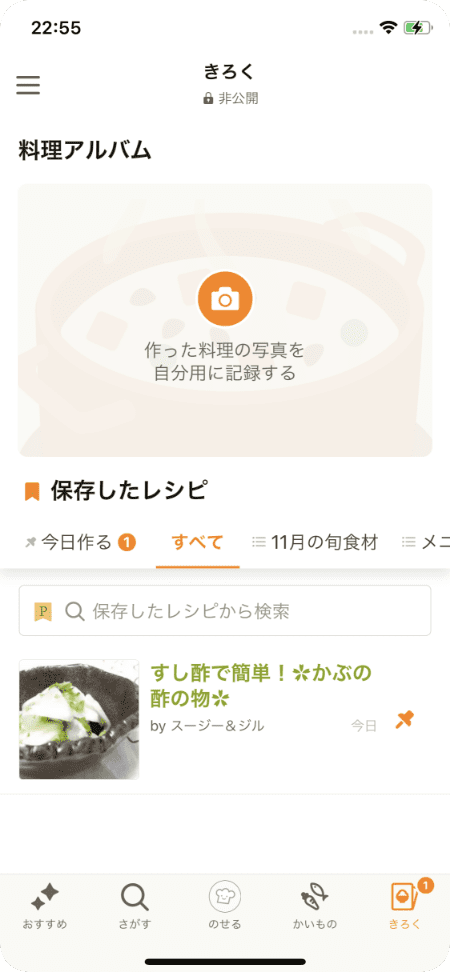 22:55
きろく
非公開
料理アルバム
作った料理の写真を
自分用に記録する
保存したレシピ
今日作る 1 すべて 11月の旬食材 メニ
P 保存したレシピから検索
すし酢で簡単！✲かぶの
酢の物✲
by スージー＆ジル 今日
1
おすすめ さがす のせる かいもの きろく